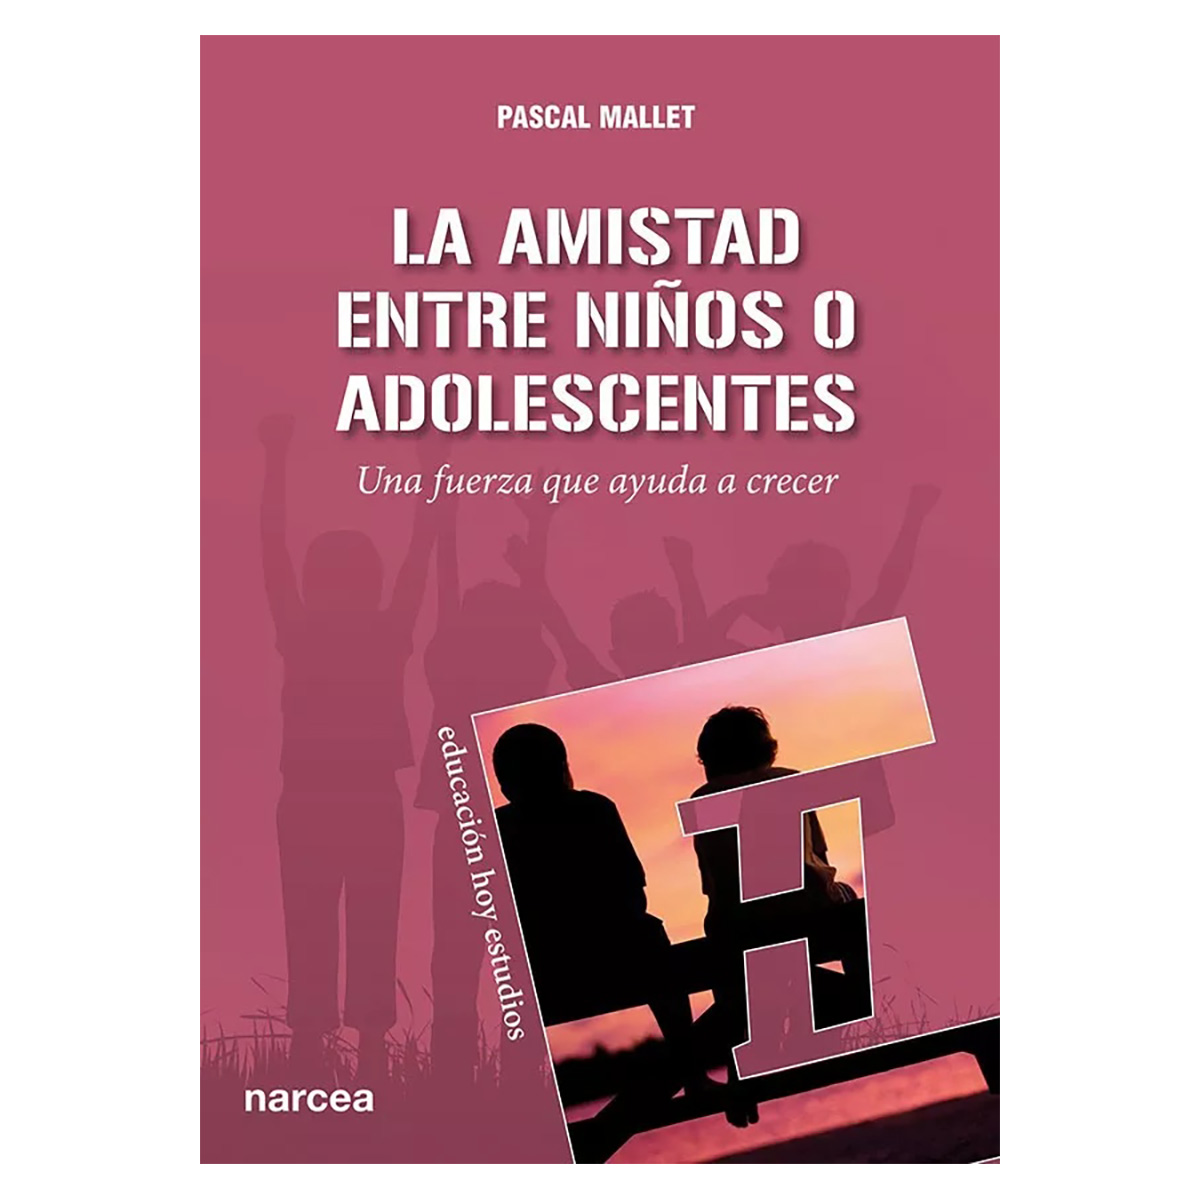 PASCAL MALLET
LA AMISTAD
ENTRE NIÑOS O
ADOLESCENTES
Una fuerza que ayuda a crecer
educación hoy estudios
narcea